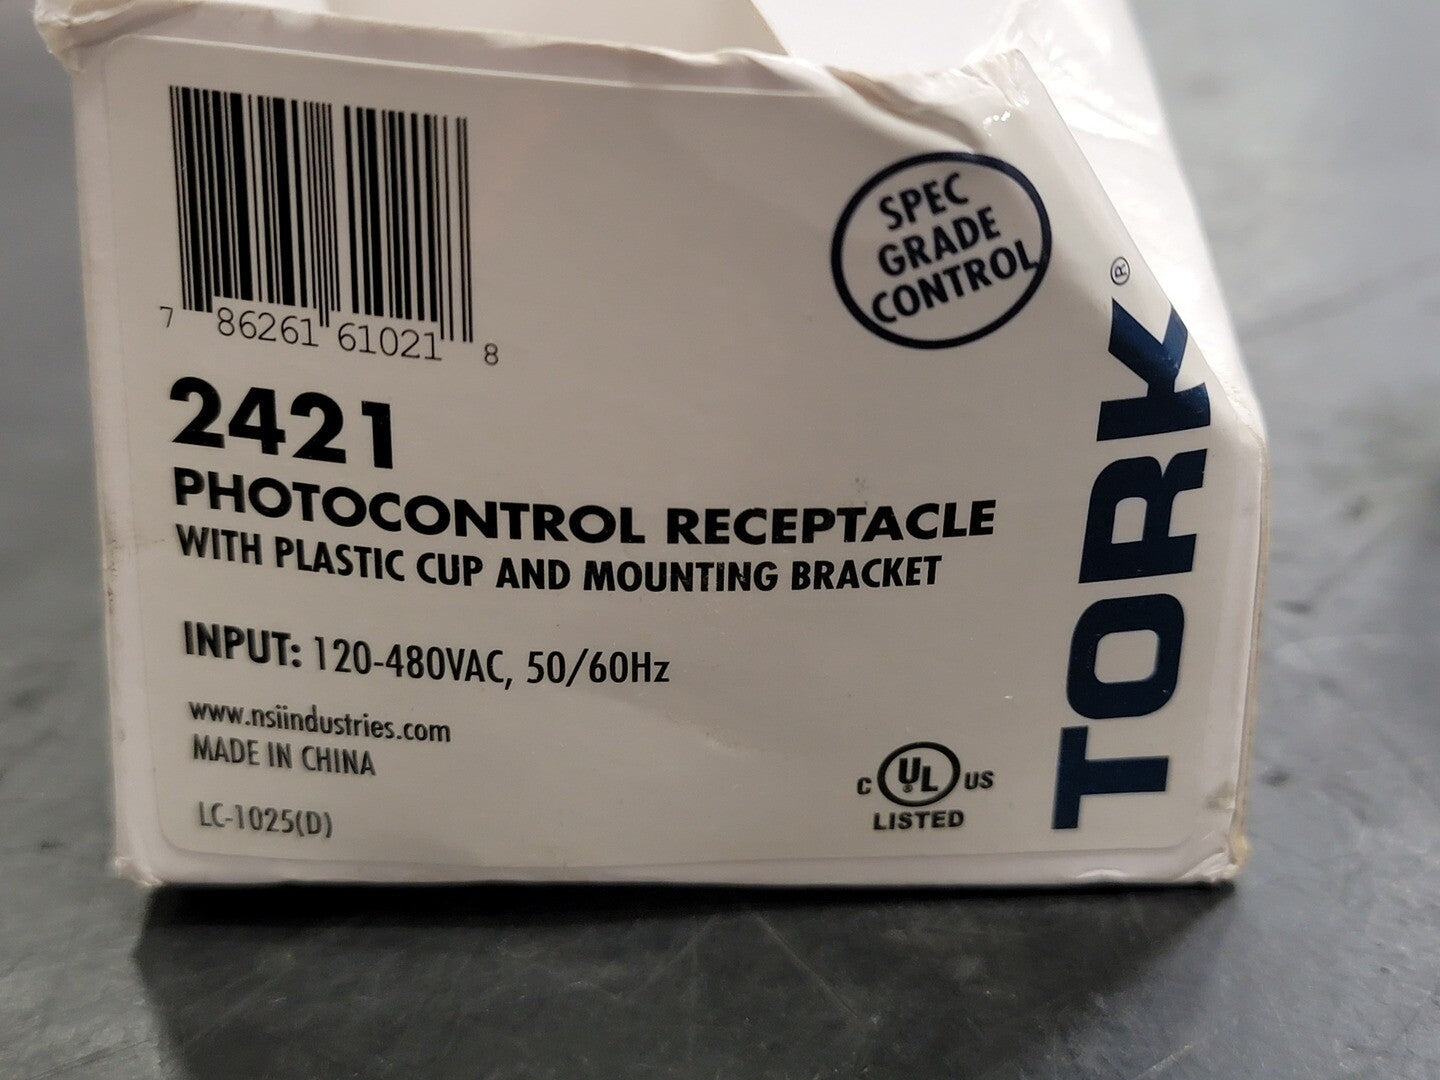 7 86261 61021 8
SPEC
GRADE
CONTROL
TORK®
2421
PHOTOCONTROL RECEPTACLE
WITH PLASTIC CUP AND MOUNTING BRACKET
INPUT: 120-480VAC, 50/60Hz
www.nsiindustries.com
MADE IN CHINA
LC-1025(D)
C UL® US
LISTED